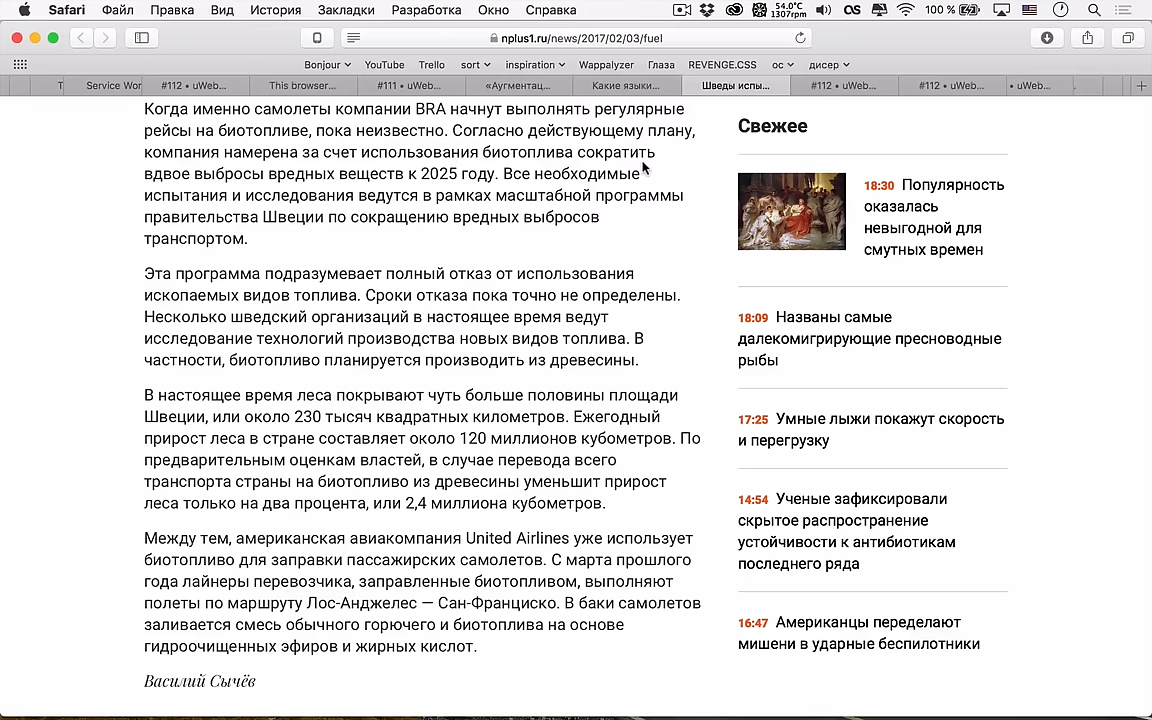 Safari Файл Правка Вид История Закладки Разработка Окно Справка 54.0°C 1307rpm 100 %
nplus1.ru/news/2017/02/03/fuel
Bonjour YouTube Trello sort inspiration Wappalyzer Глаза REVENGE.CSS ос дисер
T Service Wor #112 • uWeb... This browser... #111 • uWeb... «Аугментац... Какие языки... Шведы испы... #112 • uWeb... #112 • uWeb... • uWeb...
Когда именно самолеты компании BRA начнут выполнять регулярные
рейсы на биотопливе, пока неизвестно. Согласно действующему плану,
компания намерена за счет использования биотоплива сократить
вдвое выбросы вредных веществ к 2025 году. Все необходимые
испытания и исследования ведутся в рамках масштабной программы
правительства Швеции по сокращению вредных выбросов
транспортом.
Эта программа подразумевает полный отказ от использования
ископаемых видов топлива. Сроки отказа пока точно не определены.
Несколько шведский организаций в настоящее время ведут
исследование технологий производства новых видов топлива. В
частности, биотопливо планируется производить из древесины.
В настоящее время леса покрывают чуть больше половины площади
Швеции, или около 230 тысяч квадратных километров. Ежегодный
прирост леса в стране составляет около 120 миллионов кубометров. По
предварительным оценкам властей, в случае перевода всего
транспорта страны на биотопливо из древесины уменьшит прирост
леса только на два процента, или 2,4 миллиона кубометров.
Между тем, американская авиакомпания United Airlines уже использует
биотопливо для заправки пассажирских самолетов. С марта прошлого
года лайнеры перевозчика, заправленные биотопливом, выполняют
полеты по маршруту Лос-Анджелес — Сан-Франциско. В баки самолетов
заливается смесь обычного горючего и биотоплива на основе
гидроочищенных эфиров и жирных кислот.
Василий Сычёв
Свежее
18:30 Популярность
оказалась
невыгодной для
смутных времен
18:09 Названы самые
далекомигрирующие пресноводные
рыбы
17:25 Умные лыжи покажут скорость
и перегрузку
14:54 Ученые зафиксировали
скрытое распространение
устойчивости к антибиотикам
последнего ряда
16:47 Американцы переделают
мишени в ударные беспилотники